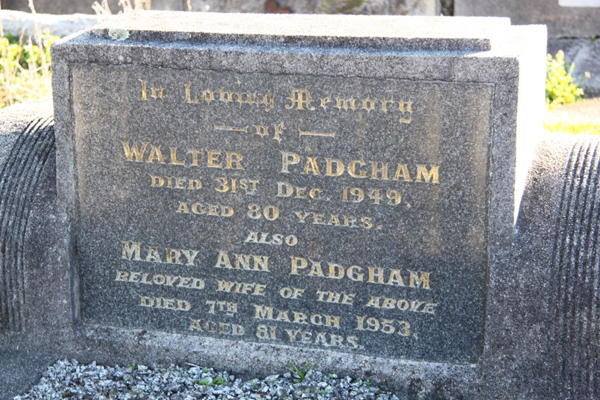 In Loving Memory
of
WALTER PADGHAM
DIED 31ST DEC. 1949.
AGED 80 YEARS.
ALSO
MARY ANN PADGHAM
BELOVED WIFE OF THE ABOVE
DIED 7TH MARCH 1953.
AGED 81 YEARS.